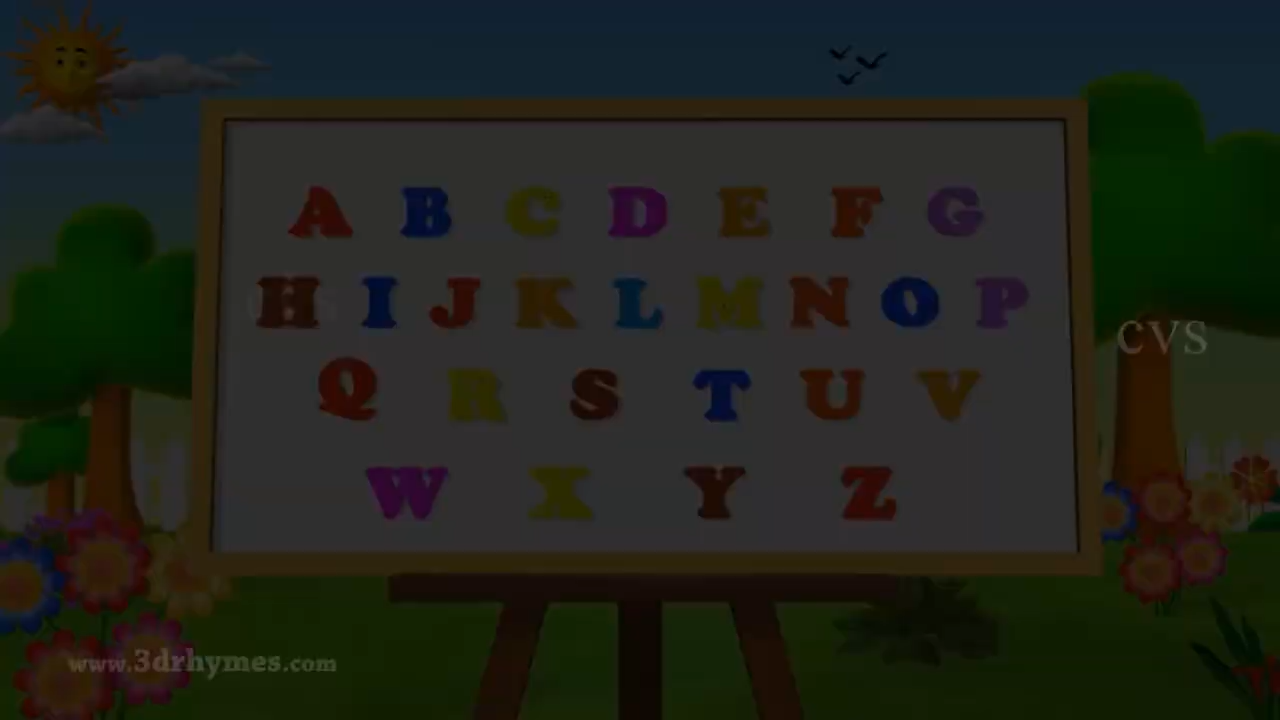 A B C D E F G
H I J K L M N O P
Q R S T U V
W X Y Z
CVS
www.3drhymes.com